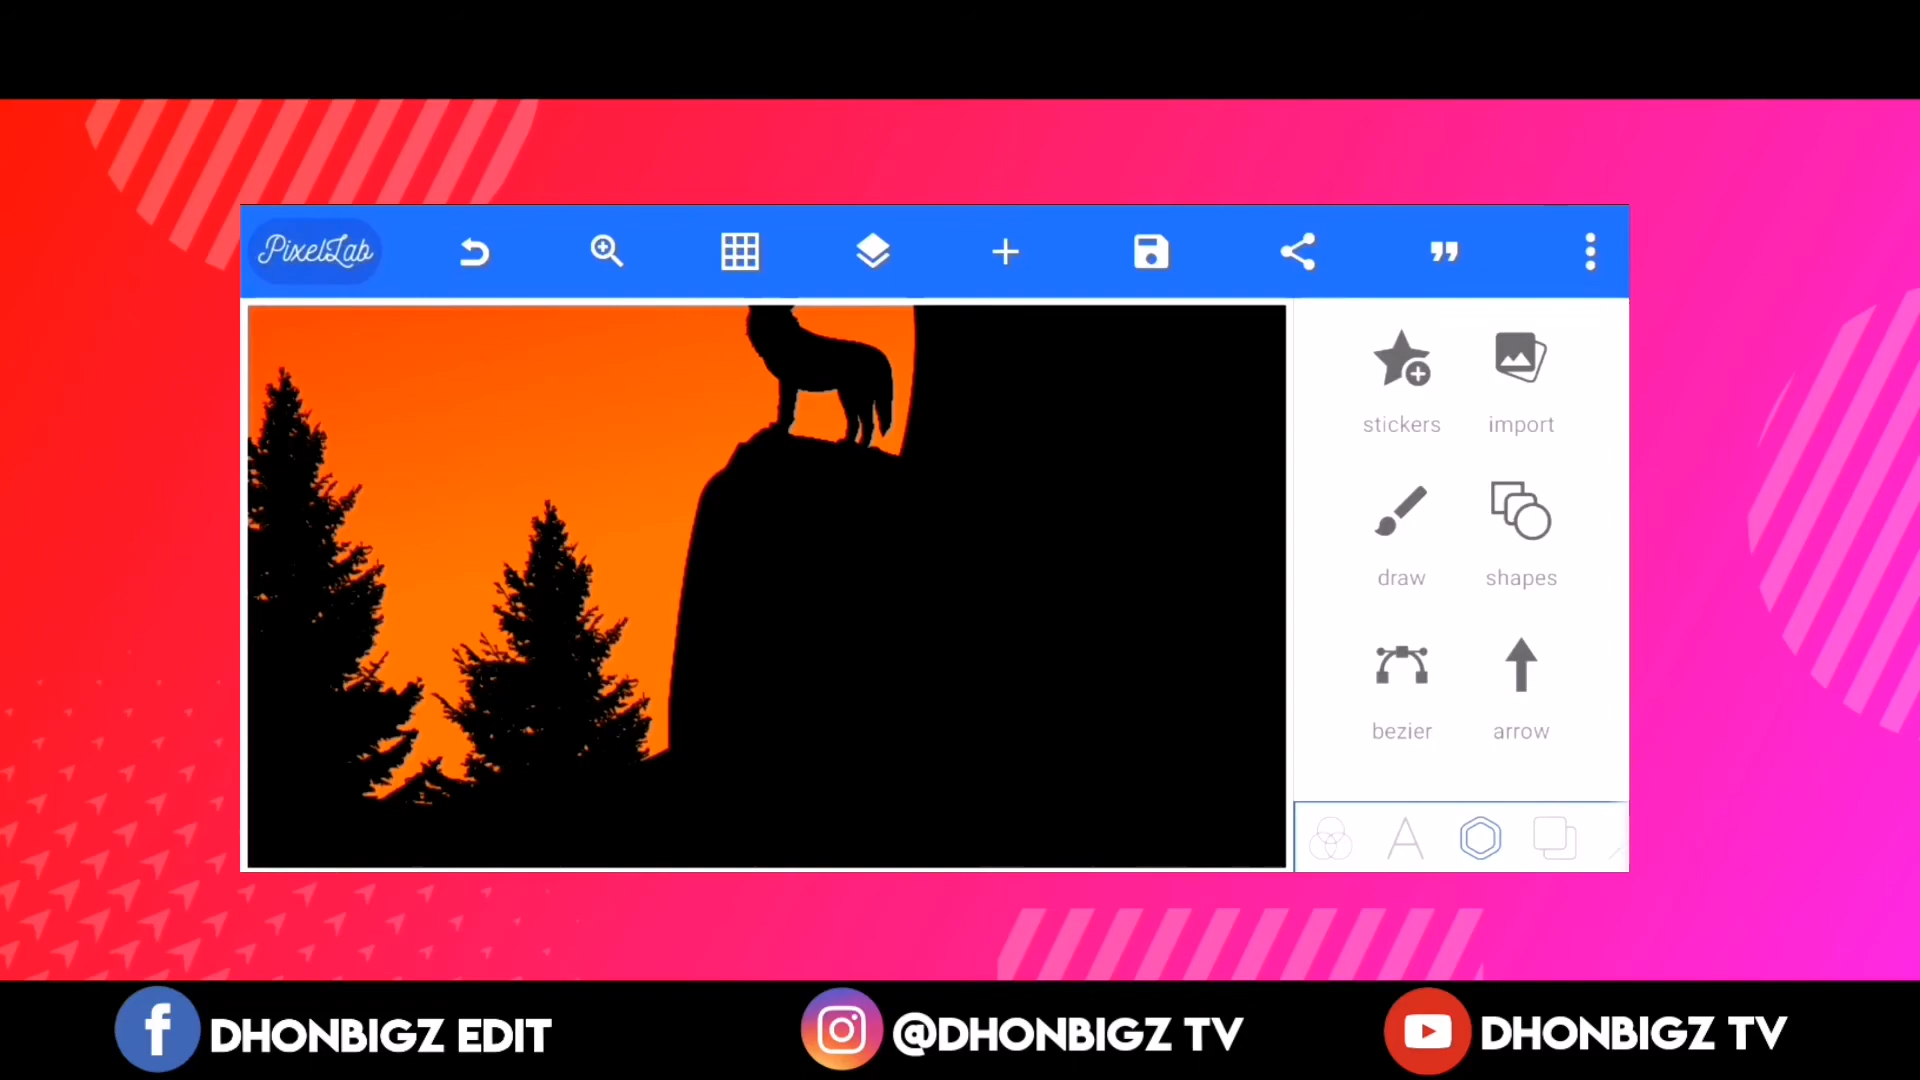 PixelLab
stickers import
draw shapes
bezier arrow
A
DHONBIGZ EDIT @DHONBIGZ TV DHONBIGZ TV